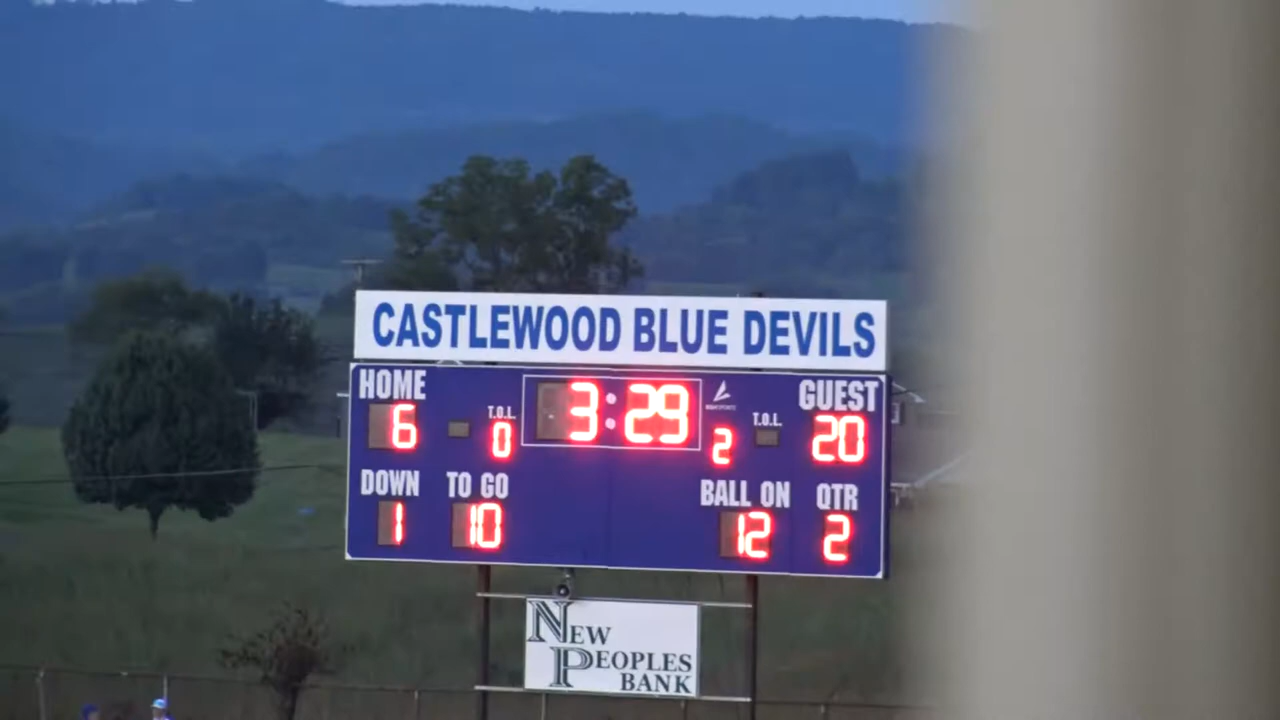 CASTLEWOOD BLUE DEVILS
HOME 3:29 GUEST
6 T.O.L. 0 2 T.O.L. 20
DOWN TO GO BALL ON QTR
1 10 12 2
NEW
PEOPLES
BANK